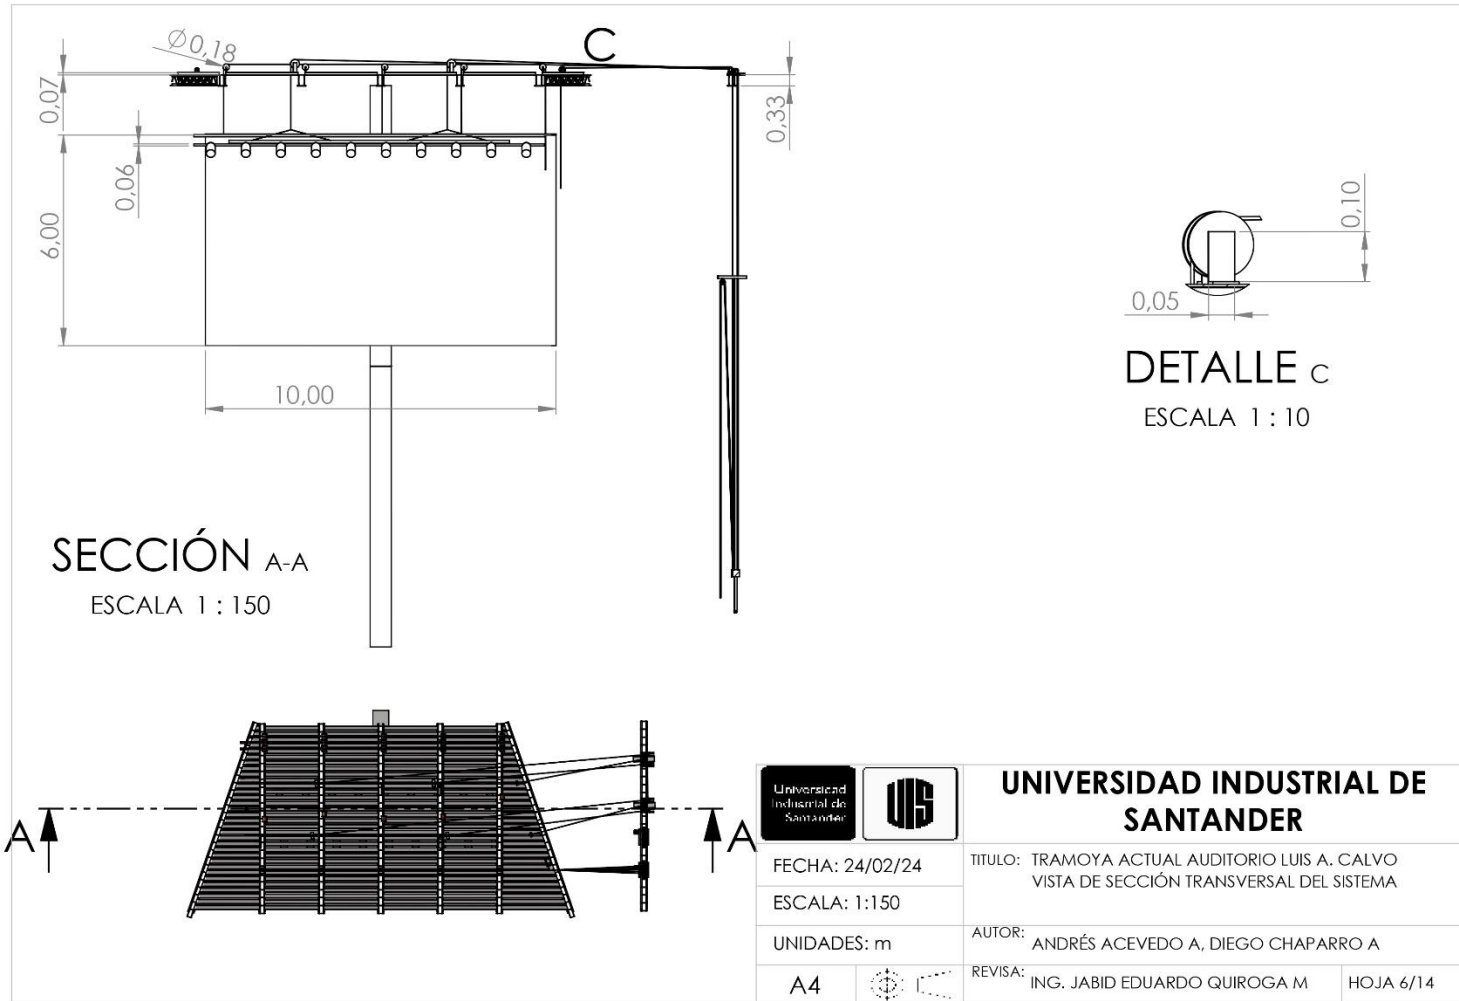 Ø0,18
C
0,07
0,33
0,06
6,00
10,00
0,10
0,05
DETALLE C
ESCALA 1 : 10
SECCIÓN A-A
ESCALA 1 : 150
A
A
Universidad
Industrial de
Santander
UIS
UNIVERSIDAD INDUSTRIAL DE
SANTANDER
FECHA: 24/02/24
TITULO: TRAMOYA ACTUAL AUDITORIO LUIS A. CALVO
VISTA DE SECCIÓN TRANSVERSAL DEL SISTEMA
ESCALA: 1:150
UNIDADES: m
AUTOR: ANDRÉS ACEVEDO A, DIEGO CHAPARRO A
A4
REVISA: ING. JABID EDUARDO QUIROGA M
HOJA 6/14